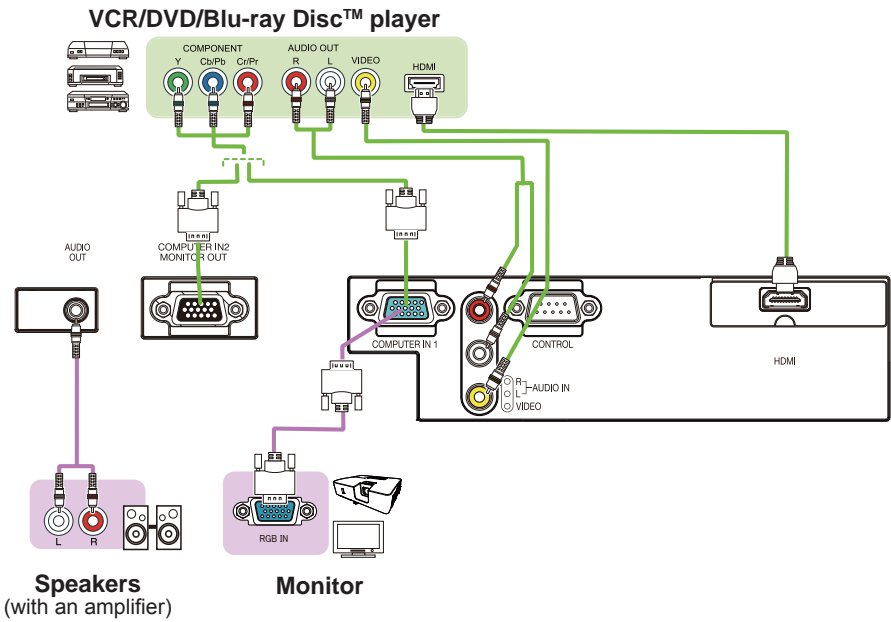 VCR/DVD/Blu-ray Disc™ player
COMPONENT
AUDIO OUT
Y Cb/Pb Cr/Pr R L VIDEO HDMI
AUDIO
OUT
COMPUTER IN2
MONITOR OUT
COMPUTER IN 1
CONTROL
HDMI
R
L
AUDIO IN
VIDEO
L R
RGB IN
Speakers
(with an amplifier)
Monitor